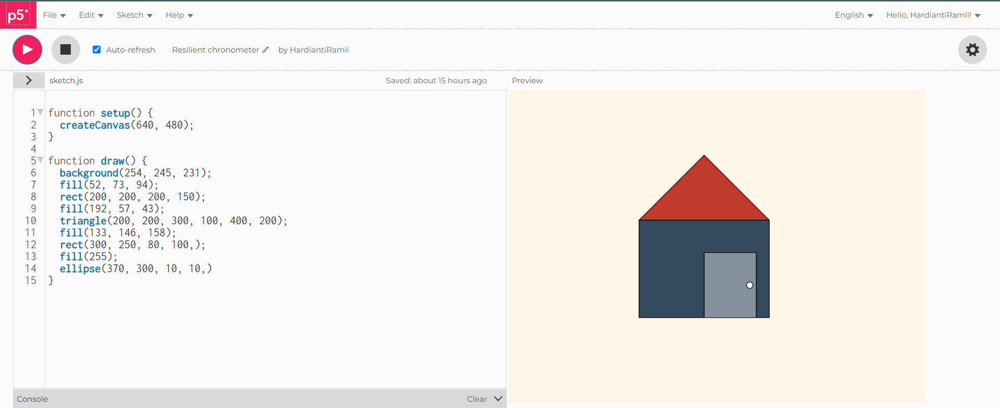 p5*
File Edit Sketch Help English Hello, HardiantiRamli!
Auto-refresh Resilient chronometer by HardiantiRamli
sketch.js Saved: about 15 hours ago Preview
1 function setup() {
2 createCanvas(640, 480);
3 }
4
5 function draw() {
6 background(254, 245, 231);
7 fill(52, 73, 94);
8 rect(200, 200, 200, 150);
9 fill(192, 57, 43);
10 triangle(200, 200, 300, 100, 400, 200);
11 fill(133, 146, 158);
12 rect(300, 250, 80, 100,);
13 fill(255);
14 ellipse(370, 300, 10, 10,)
15 }
Console Clear